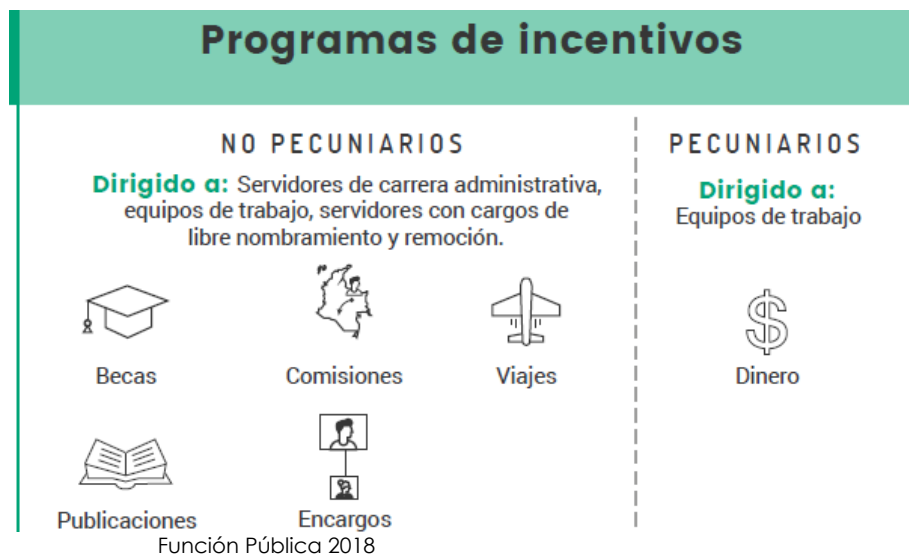 Programas de incentivos
NO PECUNIARIOS
Dirigido a: Servidores de carrera administrativa,
equipos de trabajo, servidores con cargos de
libre nombramiento y remoción.
Becas
Comisiones
Viajes
Publicaciones
Encargos
PECUNIARIOS
Dirigido a:
Equipos de trabajo
$
Dinero
Función Pública 2018